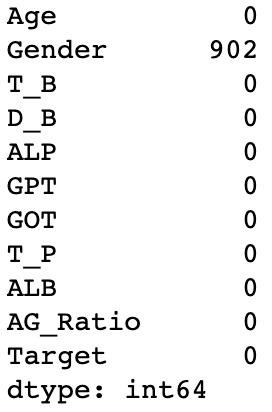 Age 0
Gender 902
T_B 0
D_B 0
ALP 0
GPT 0
GOT 0
T_P 0
ALB 0
AG_Ratio 0
Target 0
dtype: int64